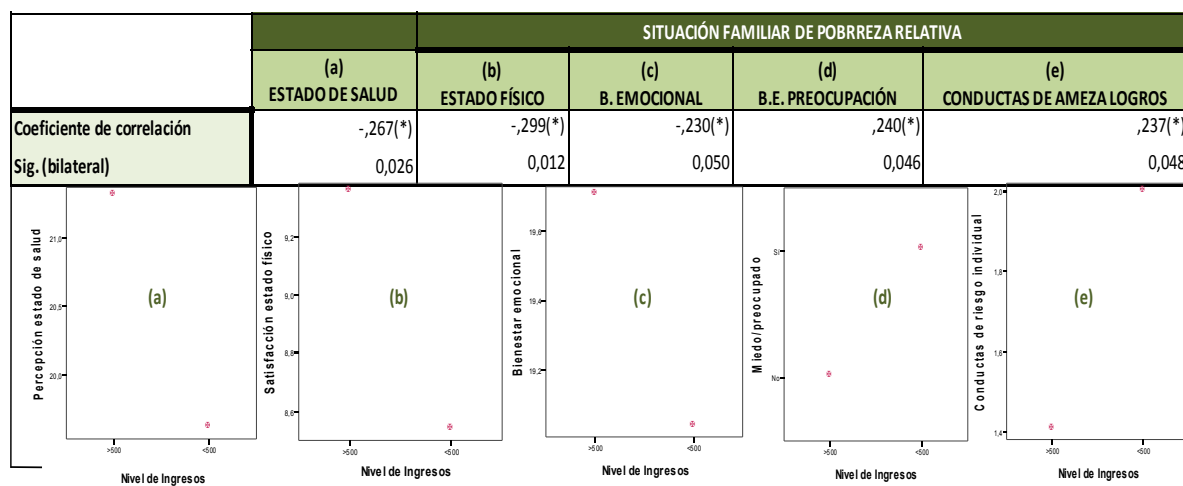 SITUACIÓN FAMILIAR DE POBRREZA RELATIVA
(a) (b) (c) (d) (e)
ESTADO DE SALUD ESTADO FÍSICO B. EMOCIONAL B.E. PREOCUPACIÓN CONDUCTAS DE AMEZA LOGROS
Coeficiente de correlación -,267(*) -,299(*) -,230(*) ,240(*) ,237(*)
Sig. (bilateral) 0,026 0,012 0,050 0,046 0,048
Percepción estado de salud
21,0
20,5
20,0
(a)
>500 <500
Nivel de Ingresos
Satisfacción estado físico
9,2
9,0
8,8
8,6
(b)
>500 <500
Nivel de Ingresos
Bienestar emocional
19,6
19,4
19,2
(c)
>500 <500
Nivel de Ingresos
Miedo/preocupado
Sí
No
(d)
>500 <500
Nivel de Ingresos
Conductas de riesgo individual
2,0
1,8
1,6
1,4
(e)
>500 <500
Nivel de Ingresos